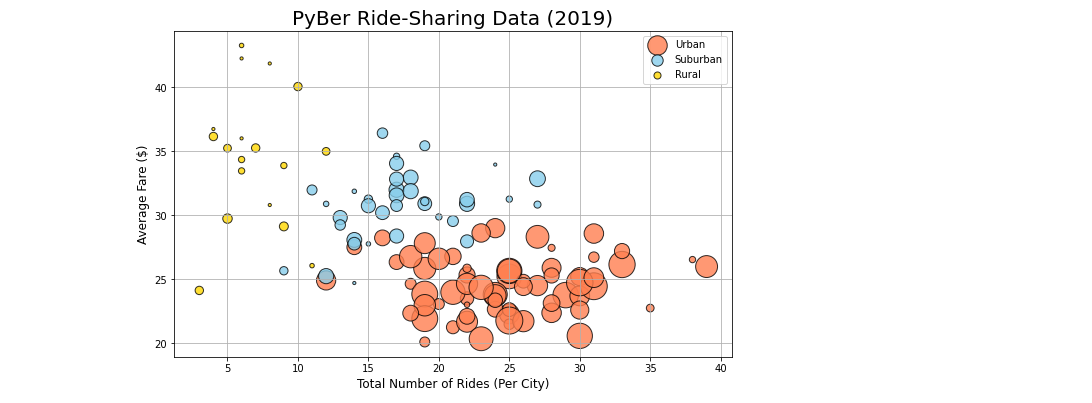 PyBer Ride-Sharing Data (2019)
Urban
Suburban
Rural
40
35
30
25
20
Average Fare ($)
5 10 15 20 25 30 35 40
Total Number of Rides (Per City)